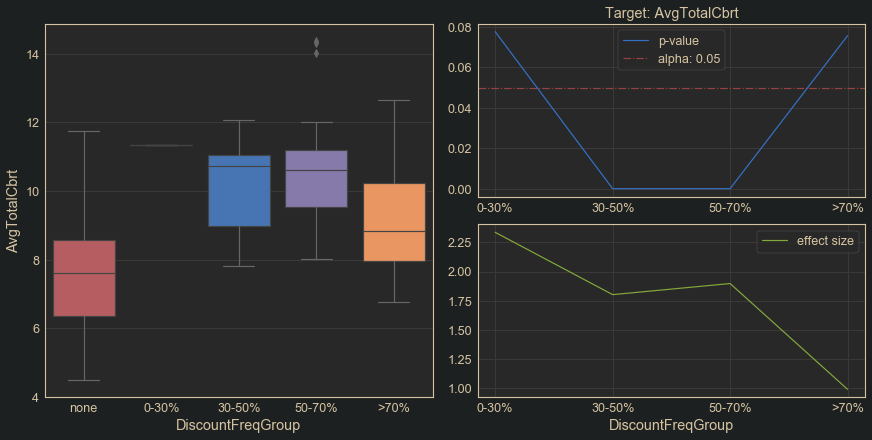 AvgTotalCbrt
14
12
10
8
6
4
none 0-30% 30-50% 50-70% >70%
DiscountFreqGroup
Target: AvgTotalCbrt
p-value
alpha: 0.05
0.08
0.06
0.04
0.02
0.00
0-30% 30-50% 50-70% >70%
effect size
2.25
2.00
1.75
1.50
1.25
1.00
0-30% 30-50% 50-70% >70%
DiscountFreqGroup